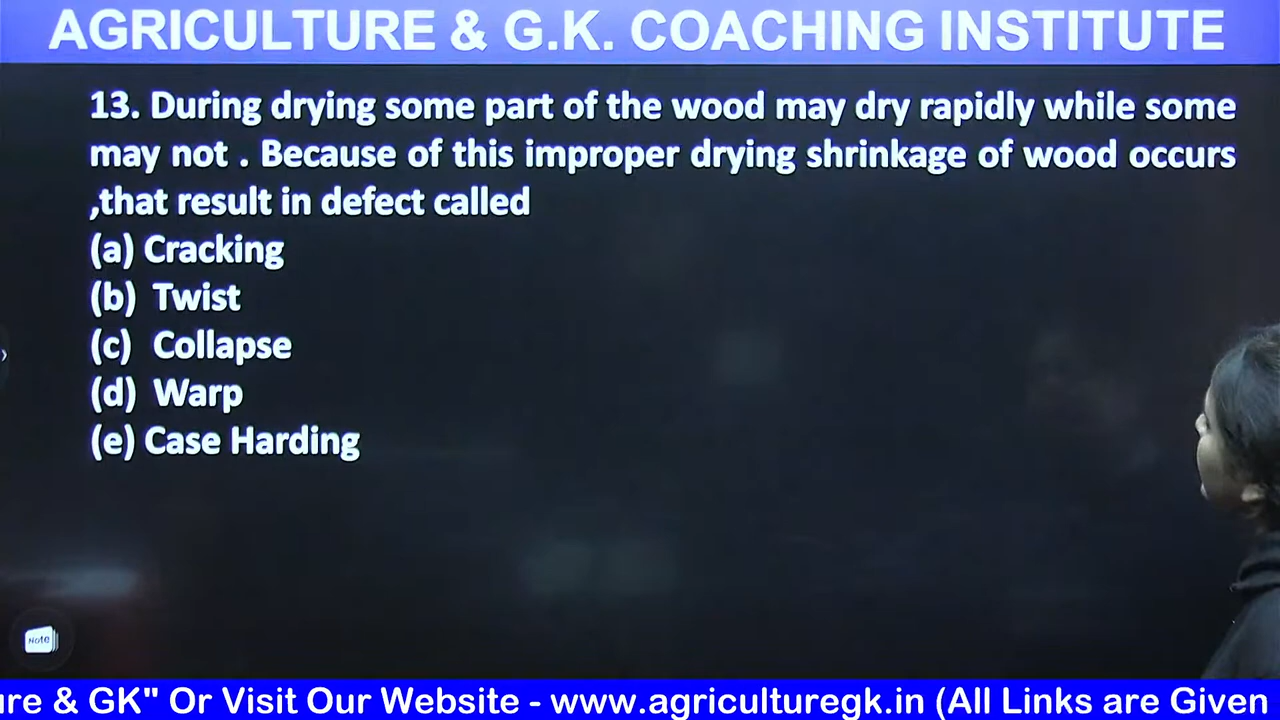 AGRICULTURE & G.K. COACHING INSTITUTE
13. During drying some part of the wood may dry rapidly while some
may not . Because of this improper drying shrinkage of wood occurs
,that result in defect called
(a) Cracking
(b) Twist
(c) Collapse
(d) Warp
(e) Case Harding
Note
& GK" Or Visit Our Website - www.agriculturegk.in (All Links are Given